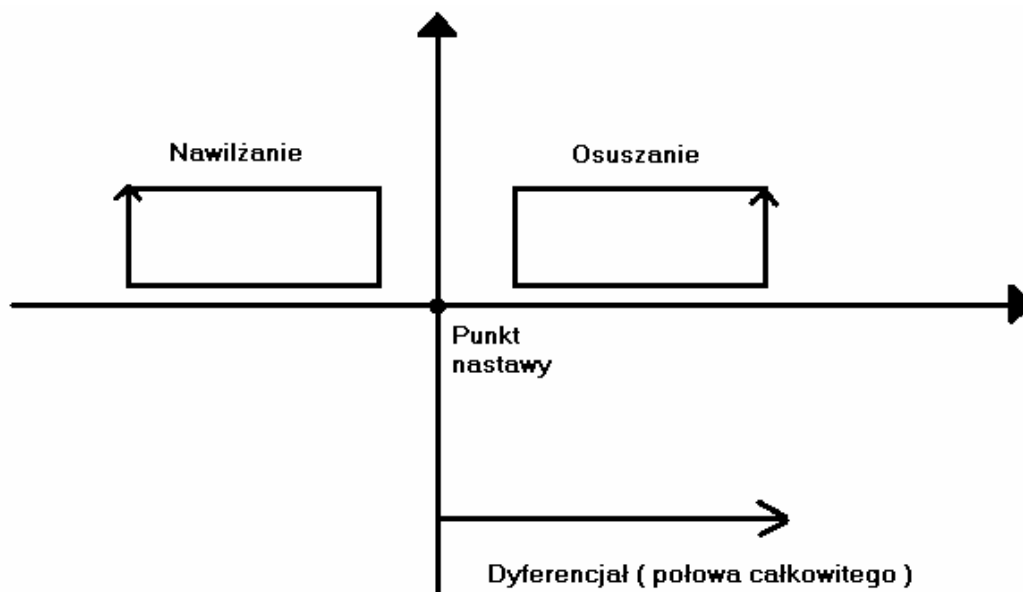 Nawilżanie
Osuszanie
Punkt
nastawy
Dyferencjał ( połowa całkowitego )